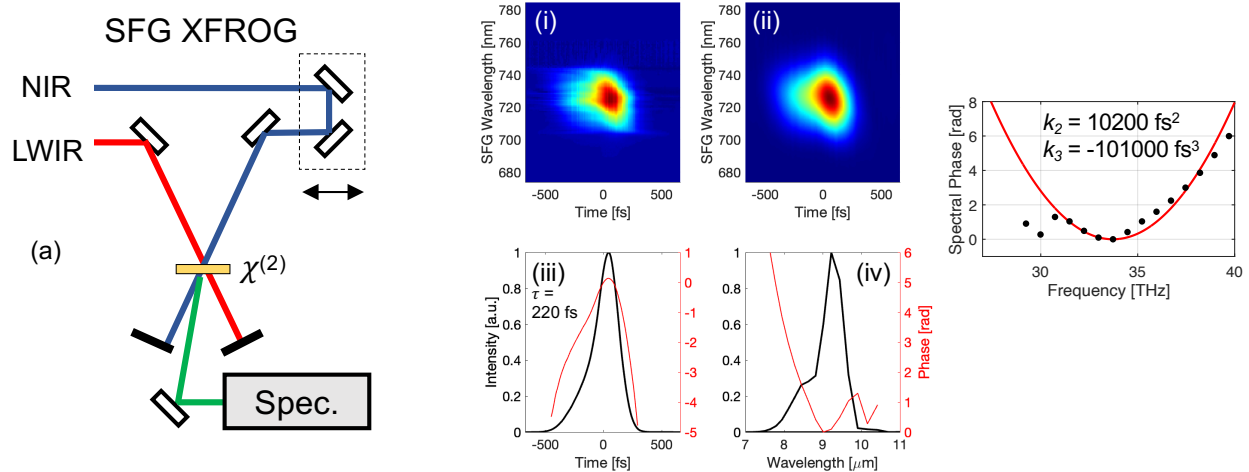 SFG XFROG
NIR
LWIR
(a)
χ(2)
Spec.
(i)
SFG Wavelength [nm]
780
760
740
720
700
680
-500
0
500
Time [fs]
(ii)
SFG Wavelength [nm]
780
760
740
720
700
680
-500
0
500
Time [fs]
(iii)
τ =
220 fs
Intensity [a.u.]
1
0.8
0.6
0.4
0.2
0
-500
0
500
Time [fs]
1
0
-1
-2
-3
-4
-5
(iv)
1
0.8
0.6
0.4
0.2
0
7
8
9
10
11
Wavelength [μm]
6
5
4
3
2
1
0
Phase [rad]
k2 = 10200 fs2
k3 = -101000 fs3
Spectral Phase [rad]
8
6
4
2
0
30
35
40
Frequency [THz]